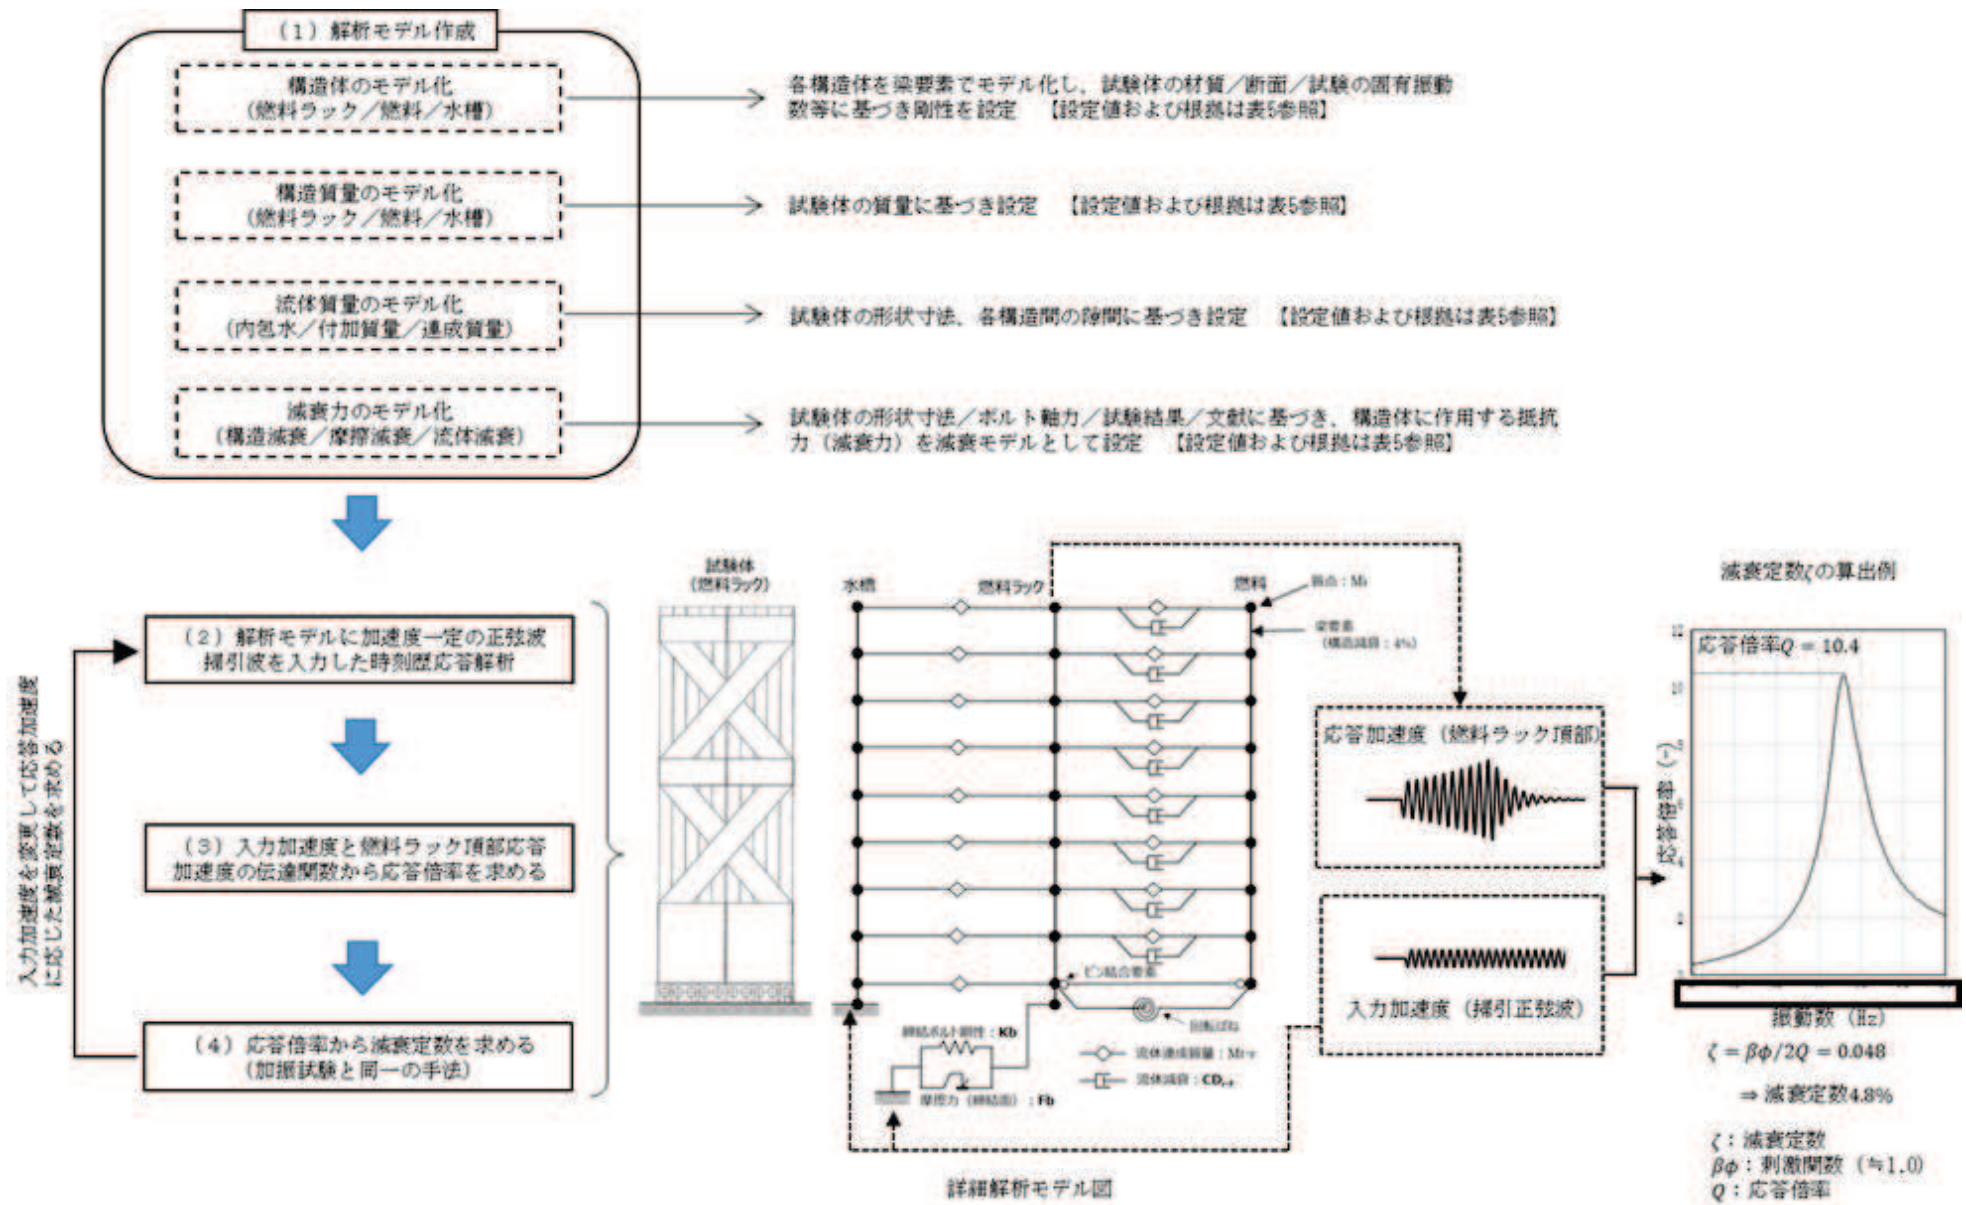 (1) 解析モデル作成
構造体のモデル化
(燃料ラック／燃料／水槽)
各構造体を梁要素でモデル化し、試験体の材質／断面／試験の固有振動
数等に基づき剛性を設定　【設定値および根拠は表5参照】
構造質量のモデル化
(燃料ラック／燃料／水槽)
試験体の質量に基づき設定　【設定値および根拠は表5参照】
流体質量のモデル化
(内包水／付加質量／連成質量)
試験体の形状寸法、各構造間の隙間に基づき設定　【設定値および根拠は表5参照】
減衰力のモデル化
(構造減衰／摩擦減衰／流体減衰)
試験体の形状寸法／ボルト軸力／試験結果／文献に基づき、構造体に作用する抵抗
力（減衰力）を減衰モデルとして設定　【設定値および根拠は表5参照】
入力加速度を変更して応答加速度
に応じた減衰定数を求める
(2) 解析モデルに加速度一定の正弦波
掃引波を入力した時刻歴応答解析
(3) 入力加速度と燃料ラック頂部応答
加速度の伝達関数から応答倍率を求める
(4) 応答倍率から減衰定数を求める
(加振試験と同一の手法)
試験体
(燃料ラック)
水槽
燃料ラック
燃料
質点：Mi
梁要素
(構造減衰：4%)
ピン結合要素
回転ばね
締結ボルト剛性：Kb
摩擦力（締結面）：Fb
流体連成質量：
流体減衰：
詳細解析モデル図
応答加速度（燃料ラック頂部）
入力加速度（掃引正弦波）
減衰定数ζの算出例
応答倍率Q = 10.4
12
10
8
6
4
2
0
応答倍率 (-)
振動数 (Hz)
ζ = βϕ/2Q = 0.048
⇒ 減衰定数4.8%
ζ：減衰定数
βϕ：刺激関数（≒1.0）
Q：応答倍率